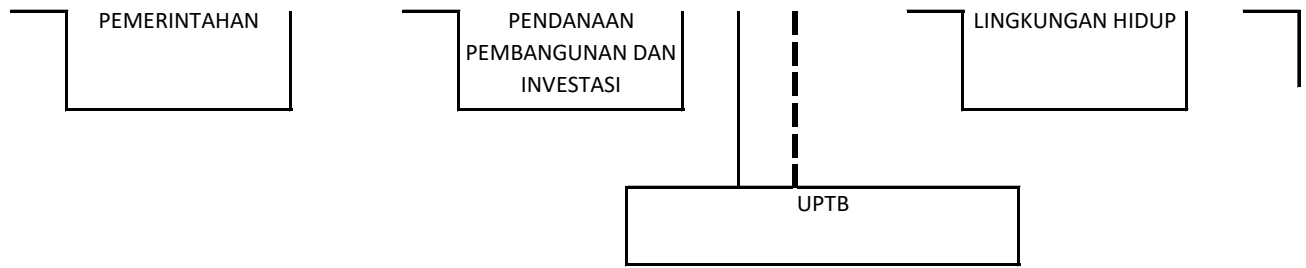 PEMERINTAHAN
PENDANAAN
PEMBANGUNAN DAN
INVESTASI
LINGKUNGAN HIDUP
UPTB